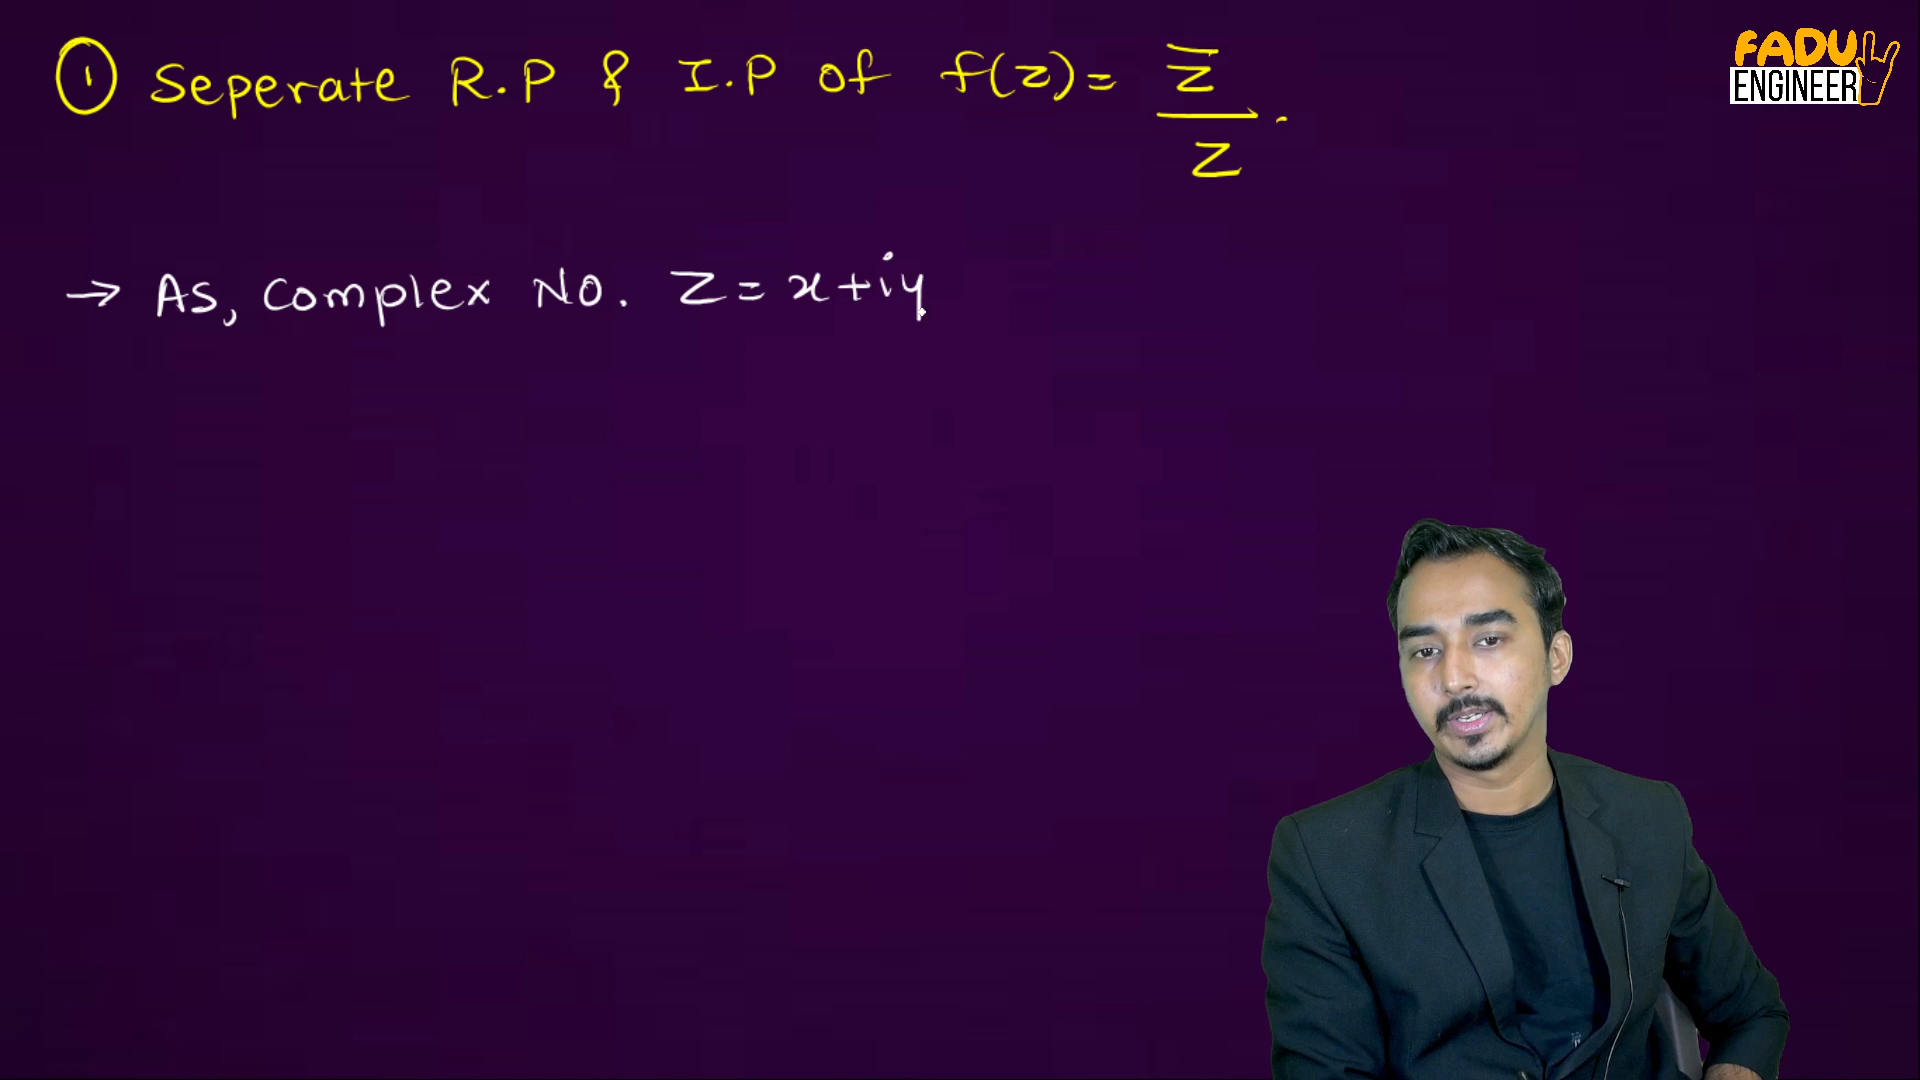 ① Seperate R.P & I.P of f(z) = z̄/z.
FADU
ENGINEER
→ As, complex No. z = x+iy